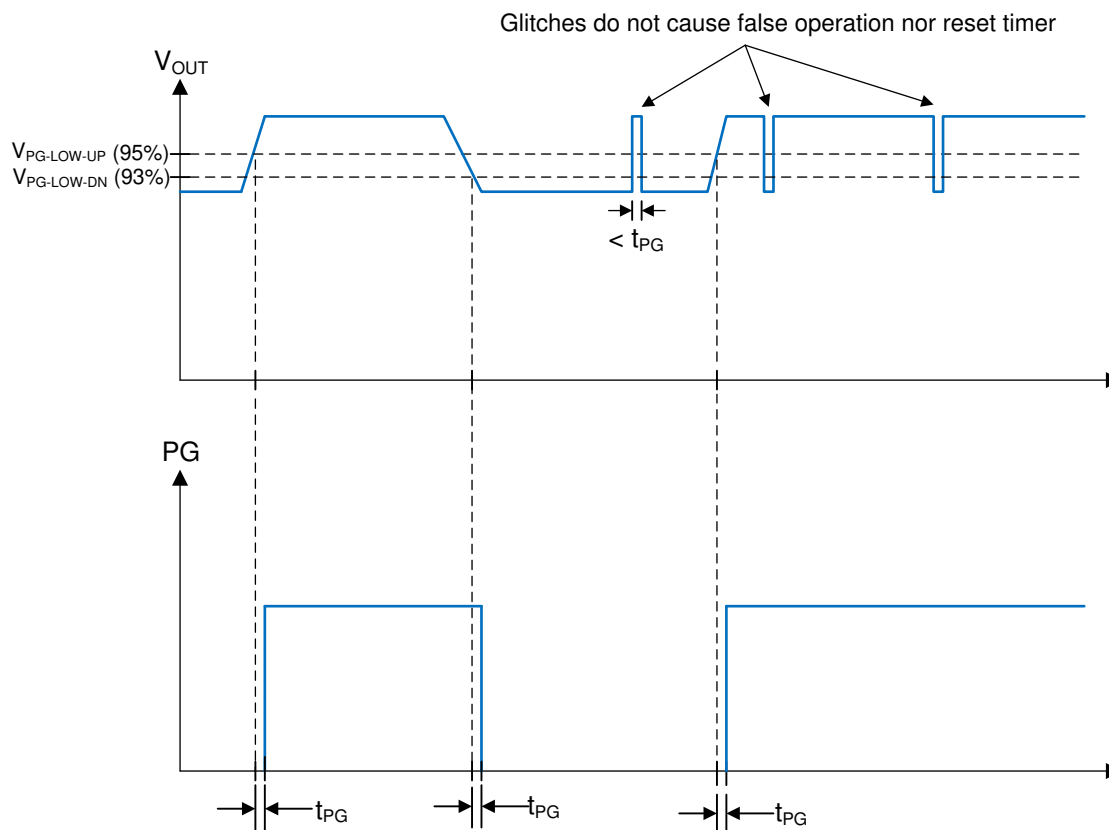 Glitches do not cause false operation nor reset timer
VOUT
VPG-LOW-UP (95%)
VPG-LOW-DN (93%)
< tPG
PG
tPG
tPG
tPG